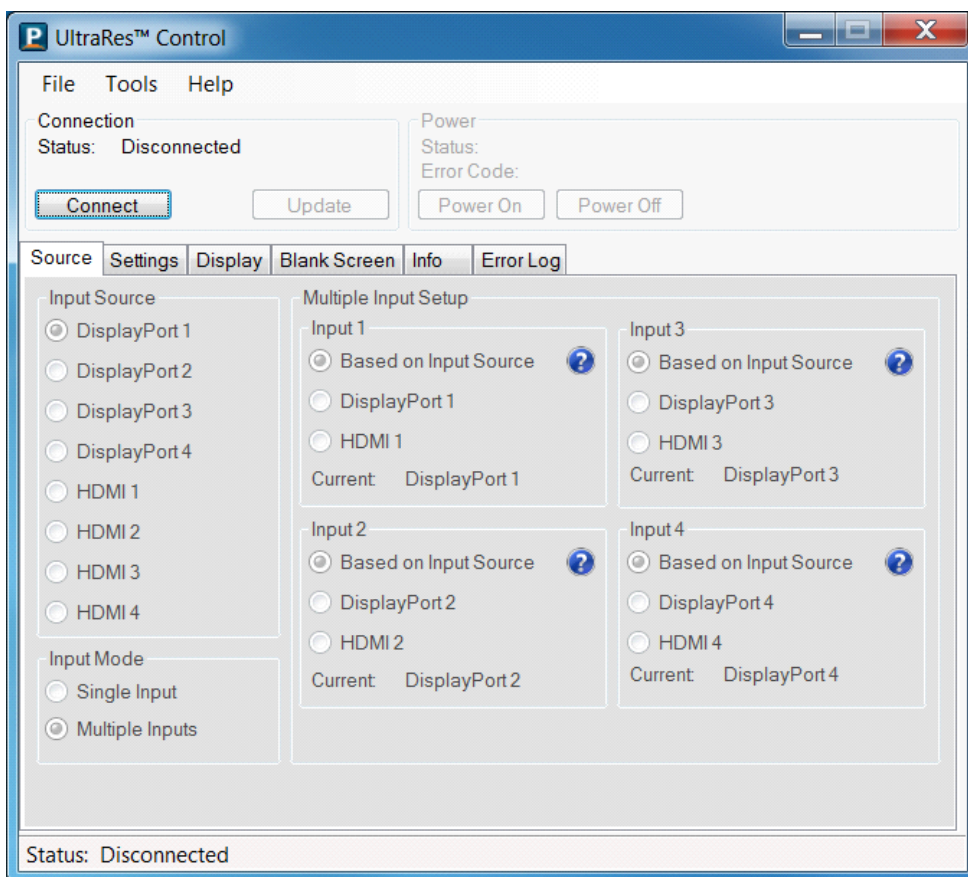 P UltraRes™ Control
File Tools Help
Connection
Status: Disconnected
Connect Update
Power
Status:
Error Code:
Power On Power Off
Source Settings Display Blank Screen Info Error Log
Input Source
DisplayPort 1
DisplayPort 2
DisplayPort 3
DisplayPort 4
HDMI 1
HDMI 2
HDMI 3
HDMI 4
Input Mode
Single Input
Multiple Inputs
Multiple Input Setup
Input 1
Based on Input Source ?
DisplayPort 1
HDMI 1
Current: DisplayPort 1
Input 2
Based on Input Source ?
DisplayPort 2
HDMI 2
Current: DisplayPort 2
Input 3
Based on Input Source ?
DisplayPort 3
HDMI 3
Current: DisplayPort 3
Input 4
Based on Input Source ?
DisplayPort 4
HDMI 4
Current: DisplayPort 4
Status: Disconnected